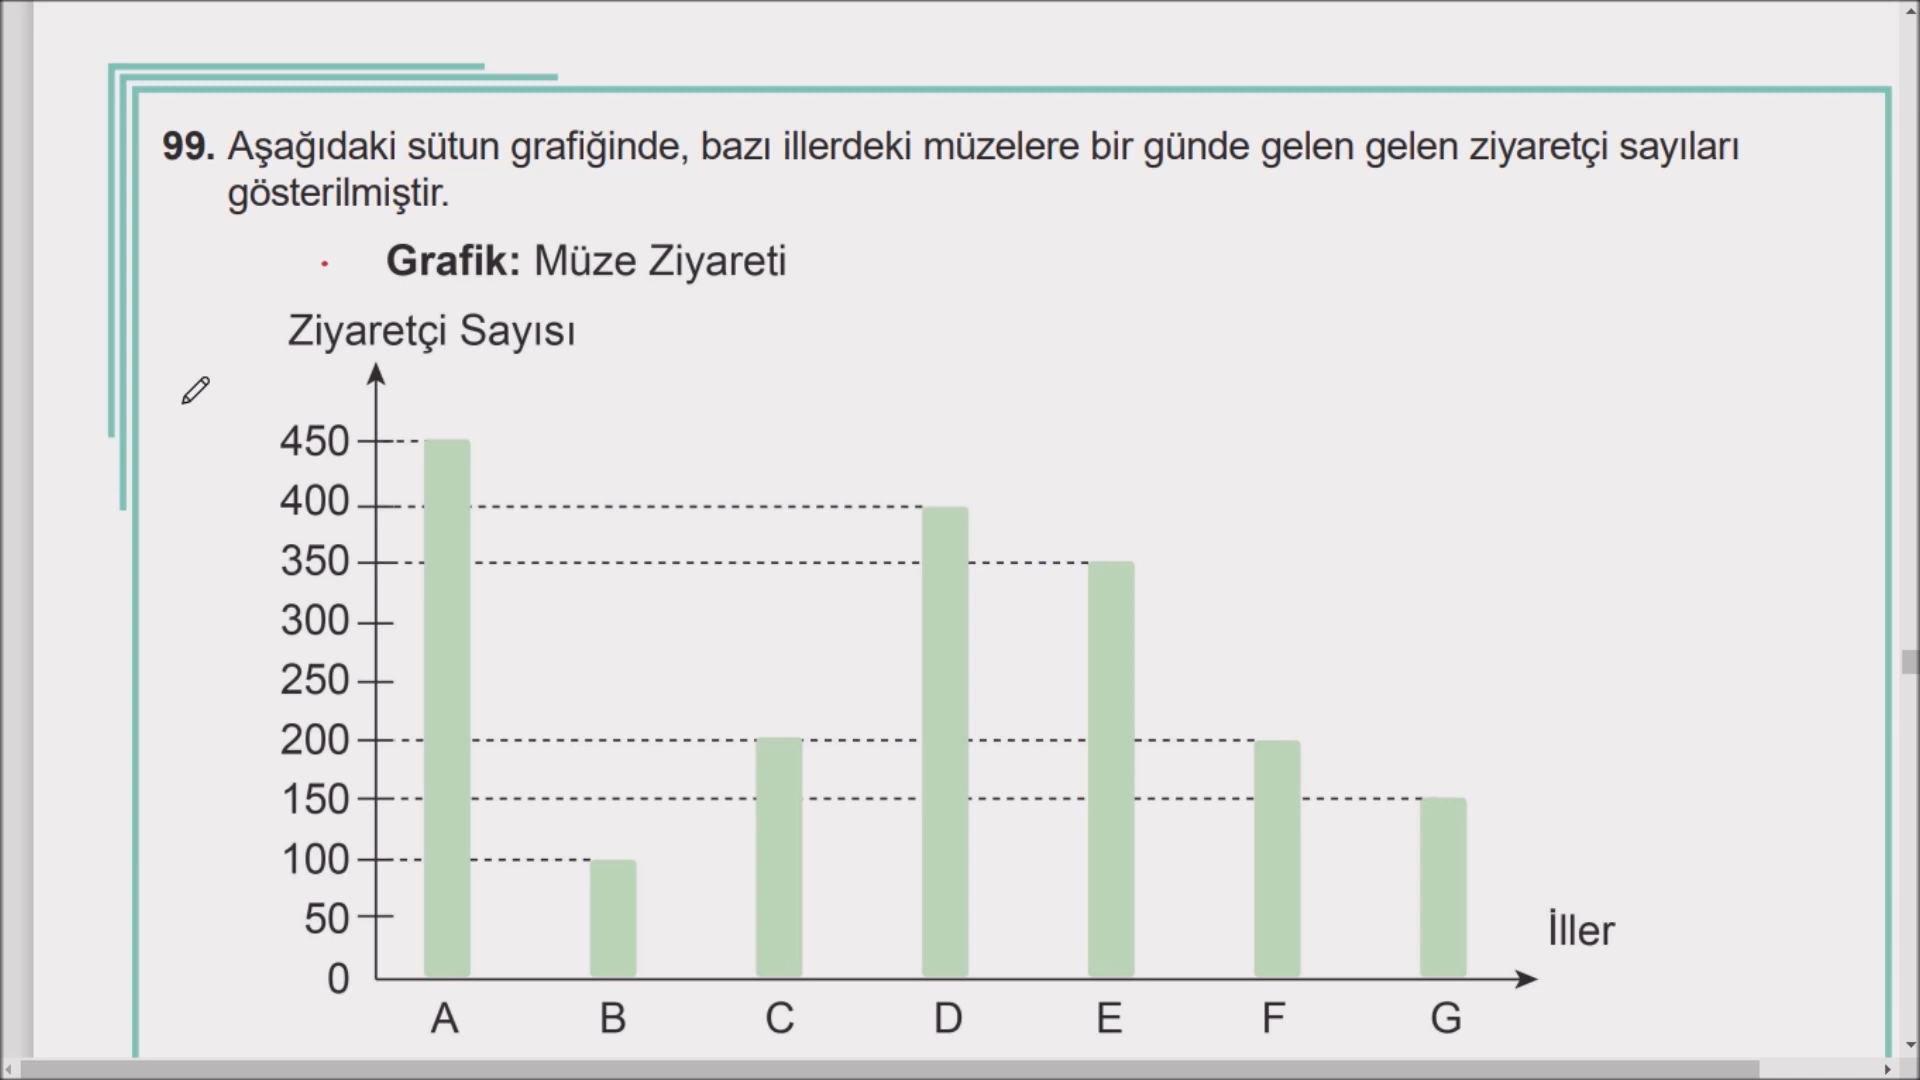 99. Aşağıdaki sütun grafiğinde, bazı illerdeki müzelere bir günde gelen gelen ziyaretçi sayıları
gösterilmiştir.
Grafik: Müze Ziyareti
Ziyaretçi Sayısı
450
400
350
300
250
200
150
100
50
0
İller
A B C D E F G